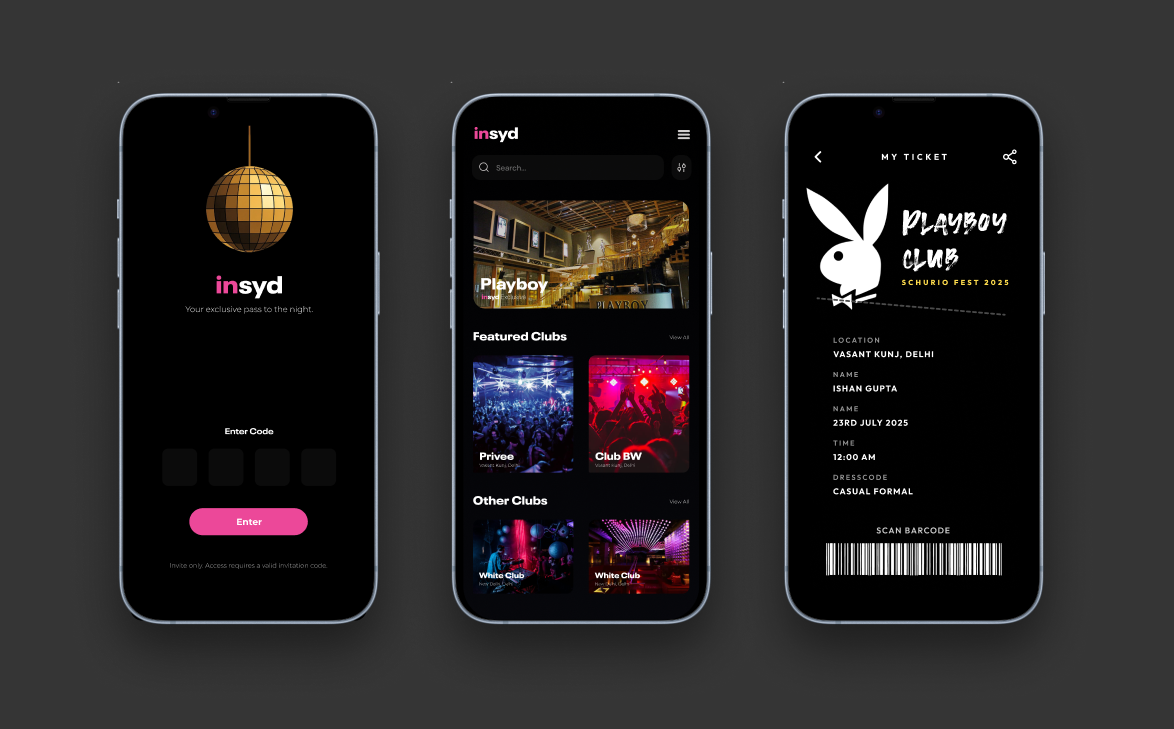 insyd
Your exclusive pass to the night.
Enter Code
Enter
Invite only. Access requires a valid invitation code.
insyd
Search...
Playboy
insyd Exclusive
PLAYBOY
Featured Clubs
View All
Privee
Vasant Kunj, Delhi
Club BW
Vasant Kunj, Delhi
Other Clubs
View All
White Club
New Delhi, Delhi
White Club
New Delhi, Delhi
MY TICKET
PLAYBOY
CLUB
SCHURIO FEST 2025
LOCATION
VASANT KUNJ, DELHI
NAME
ISHAN GUPTA
NAME
23RD JULY 2025
TIME
12:00 AM
DRESSCODE
CASUAL FORMAL
SCAN BARCODE